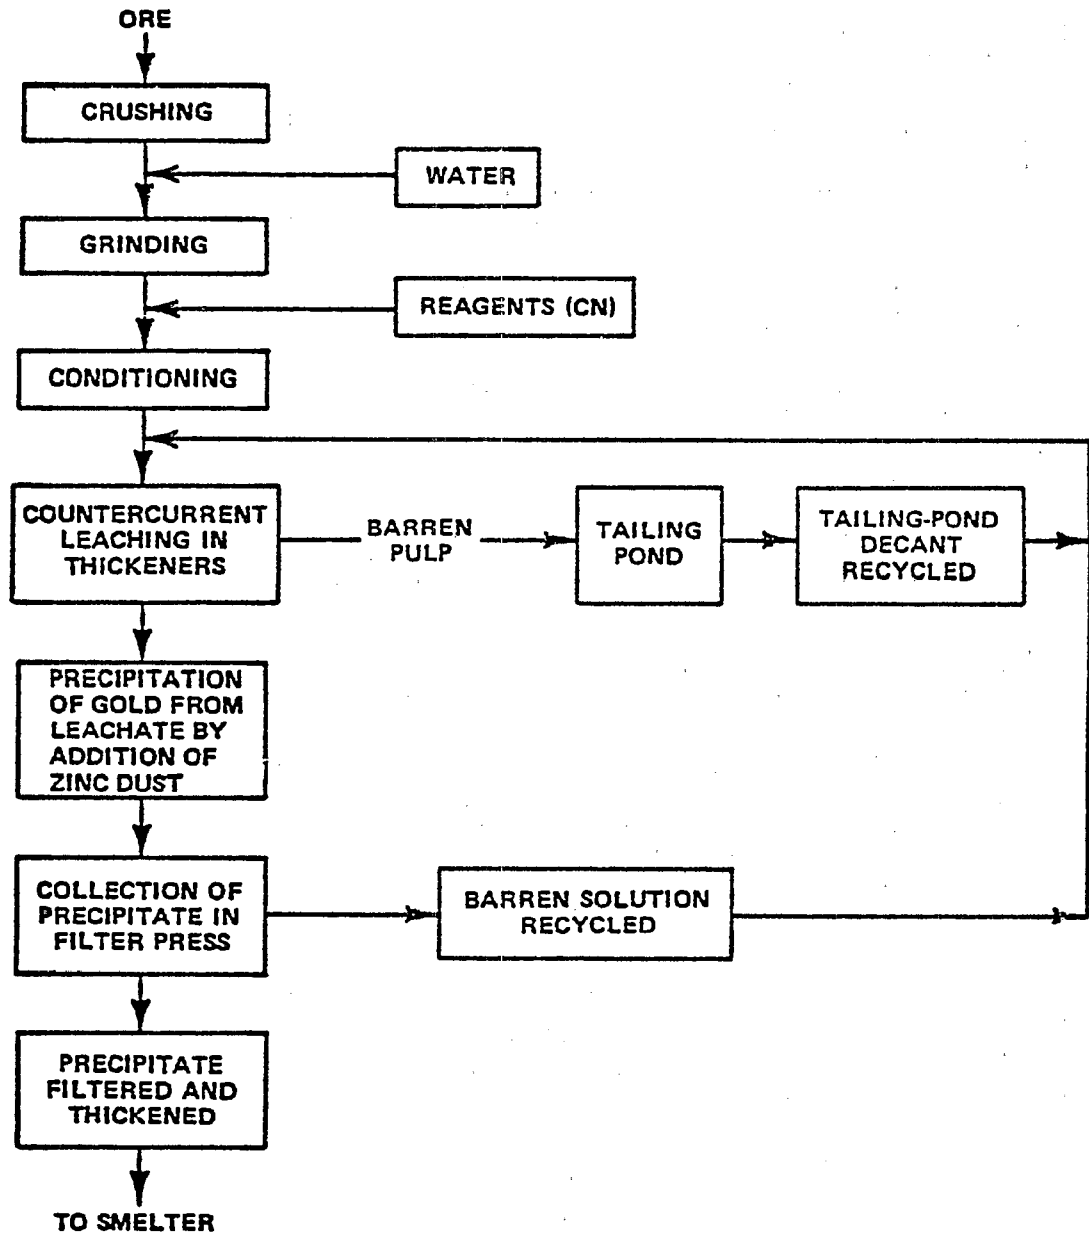 ORE
CRUSHING
WATER
GRINDING
REAGENTS (CN)
CONDITIONING
COUNTERCURRENT
LEACHING IN
THICKENERS
BARREN
PULP
TAILING
POND
TAILING-POND
DECANT
RECYCLED
PRECIPITATION
OF GOLD FROM
LEACHATE BY
ADDITION OF
ZINC DUST
COLLECTION OF
PRECIPITATE IN
FILTER PRESS
BARREN SOLUTION
RECYCLED
PRECIPITATE
FILTERED AND
THICKENED
TO SMELTER